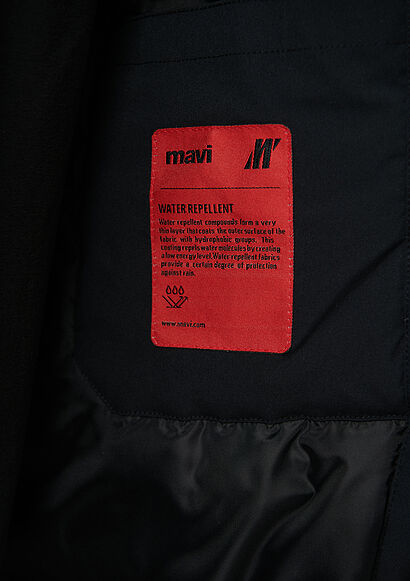 mavi M
WATER REPELLENT
Water repellent compounds form a very
thin layer that coats the outer surface of the
fabric with hydrophobic groups. This
coating repels water molecules by creating
a low energy level. Water repellent fabrics
provide a certain degree of protection
against rain.
www.mavi.com